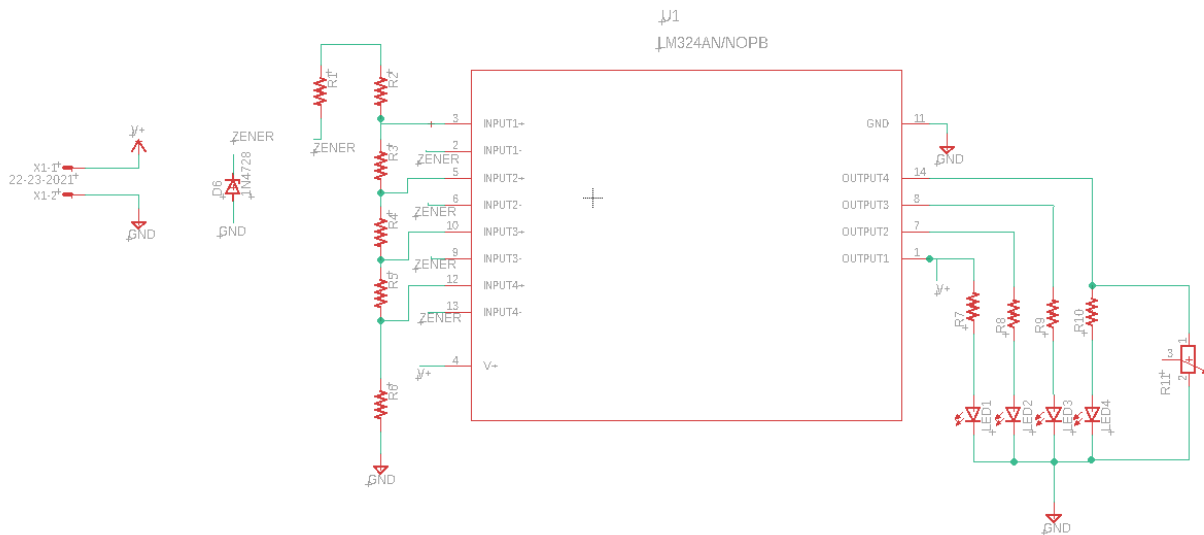 U1
LM324AN/NOPB
R1
R2
ZENER
V+
ZENER
1N4728
D6
GND
X1-1
22-23-2021
X1-2
GND
R3
R4
R5
R6
GND
3
INPUT1+
2
INPUT1-
ZENER
5
INPUT2+
6
INPUT2-
ZENER
10
INPUT3+
9
INPUT3-
ZENER
12
INPUT4+
13
INPUT4-
ZENER
4
V+
V+
GND
11
GND
OUTPUT4
14
OUTPUT3
8
OUTPUT2
7
OUTPUT1
1
V+
R7
R8
R9
R10
1
3
2
R11
LED1
LED2
LED3
LED4
GND